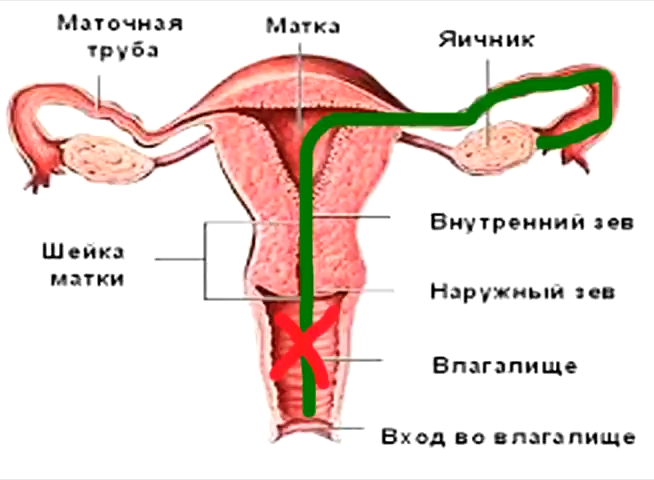 Маточная
труба
Матка
Яичник
Внутренний зев
Шейка
матки
Наружный зев
Влагалище
Вход во влагалище